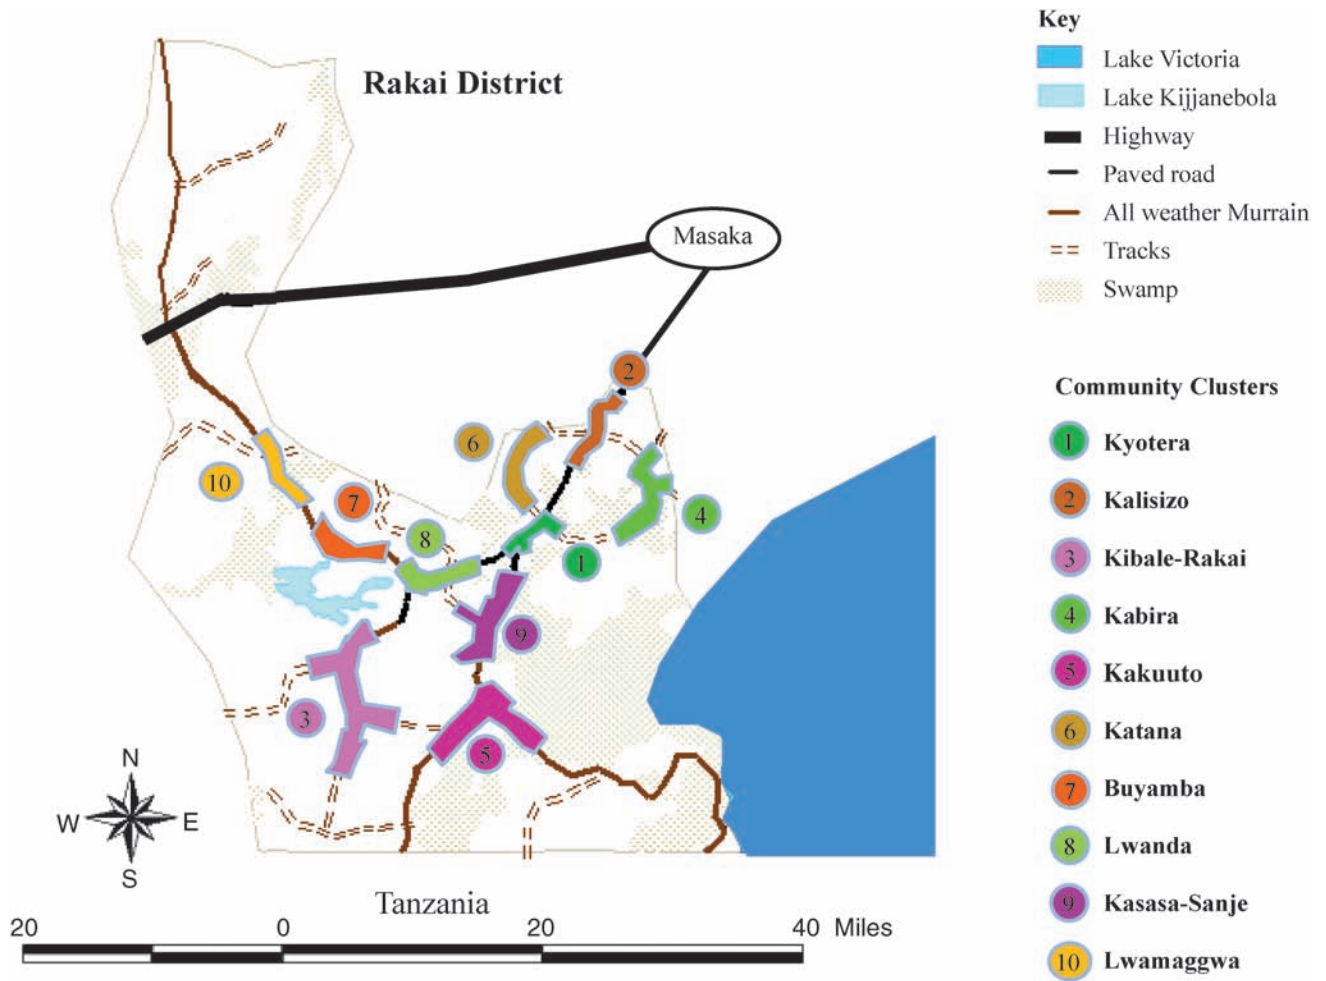 Key
Rakai District
Lake Victoria
Lake Kijjanebola
Highway
Paved road
All weather Murrain
Tracks
Swamp
Masaka
2
6
4
10
7
8
1
9
3
5
Community Clusters
1 Kyotera
2 Kalisizo
3 Kibale-Rakai
4 Kabira
5 Kakuuto
6 Katana
7 Buyamba
8 Lwanda
9 Kasasa-Sanje
10 Lwamaggwa
N
W E
S
Tanzania
20 0 20 40 Miles